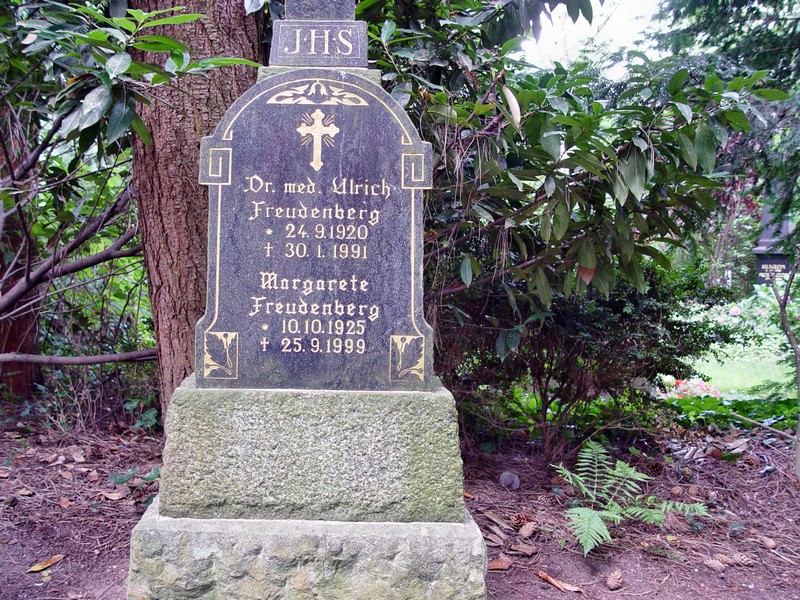 JHS
Dr. med. Ulrich
Freudenberg
* 24.9.1920
† 30.1.1991
Margarete
Freudenberg
* 10.10.1925
† 25.9.1999